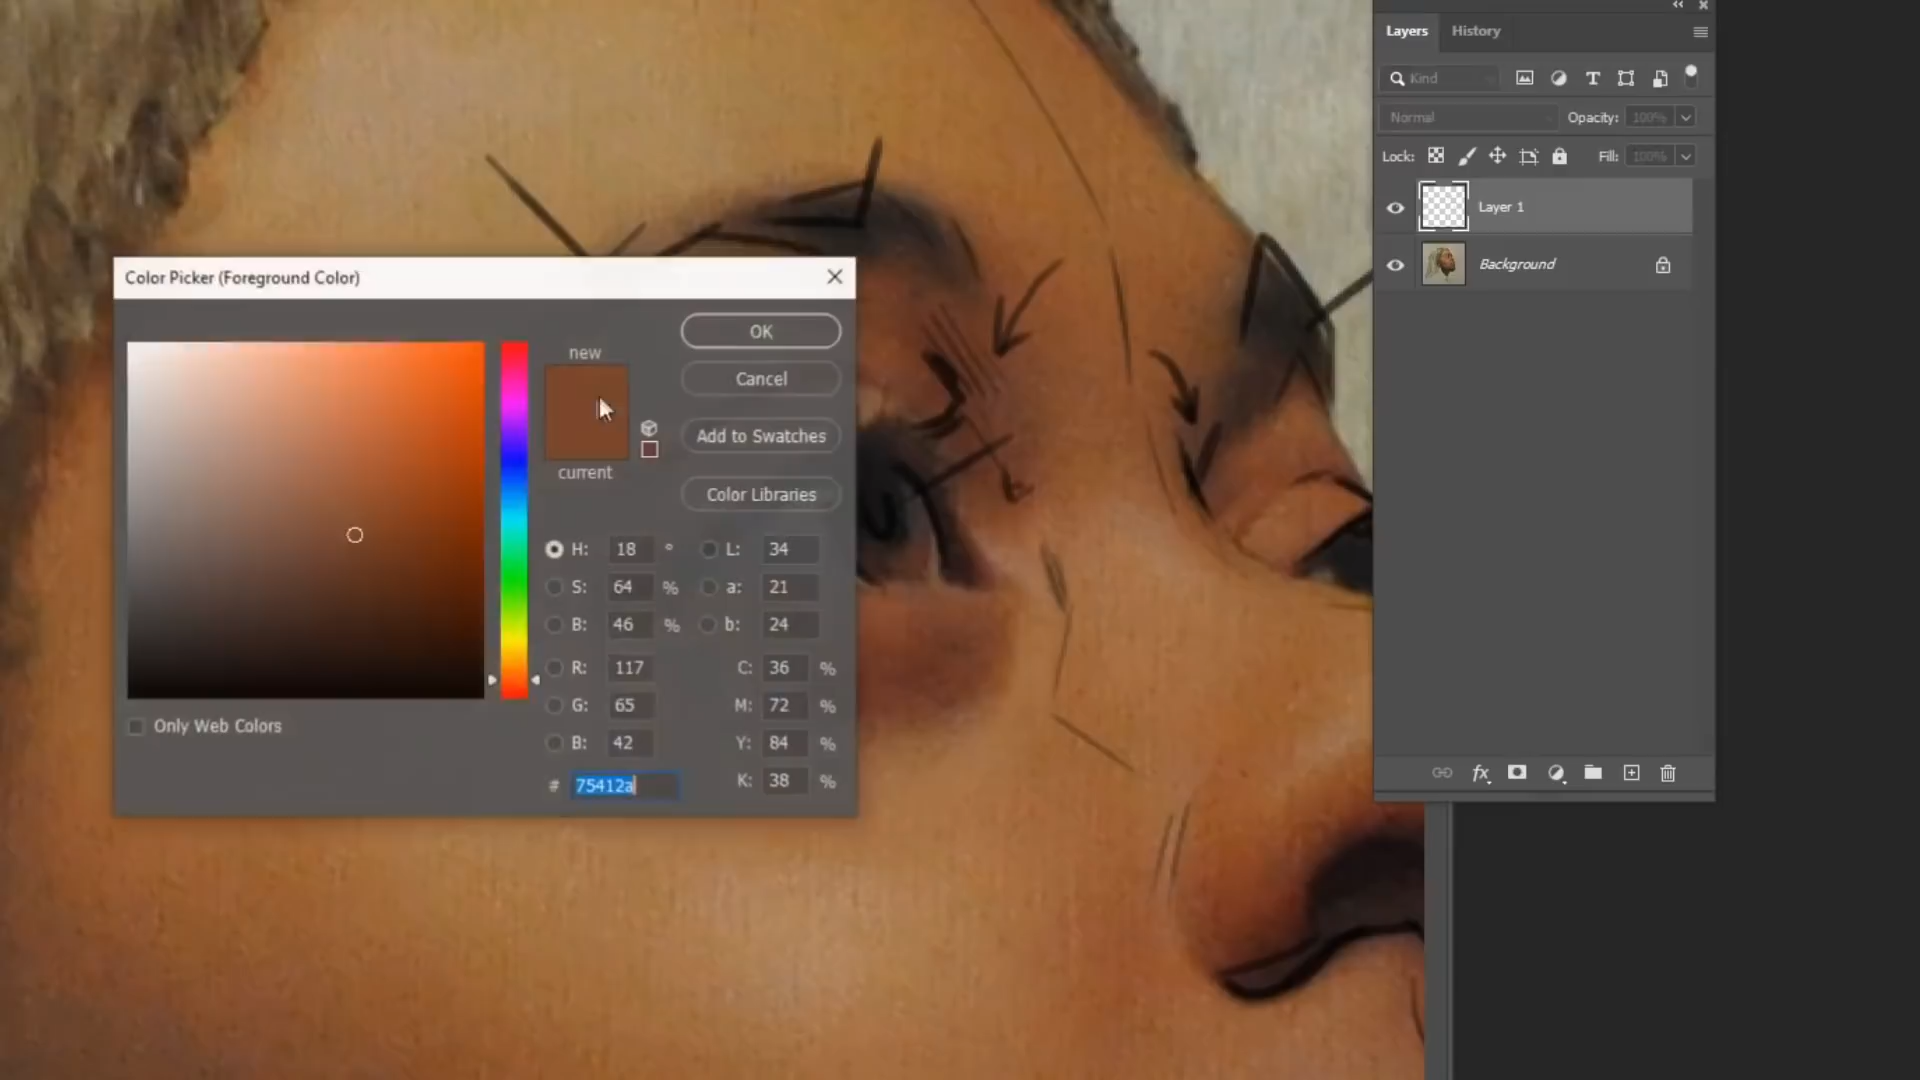 Layers History
Kind
Normal Opacity: 100%
Lock: Fill: 100%
Layer 1
Background
Color Picker (Foreground Color)
new
current
OK
Cancel
Add to Swatches
Color Libraries
H: 18 ° L: 34
S: 64 % a: 21
B: 46 % b: 24
R: 117 C: 36 %
G: 65 M: 72 %
B: 42 Y: 84 %
# 75412a K: 38 %
Only Web Colors
fx